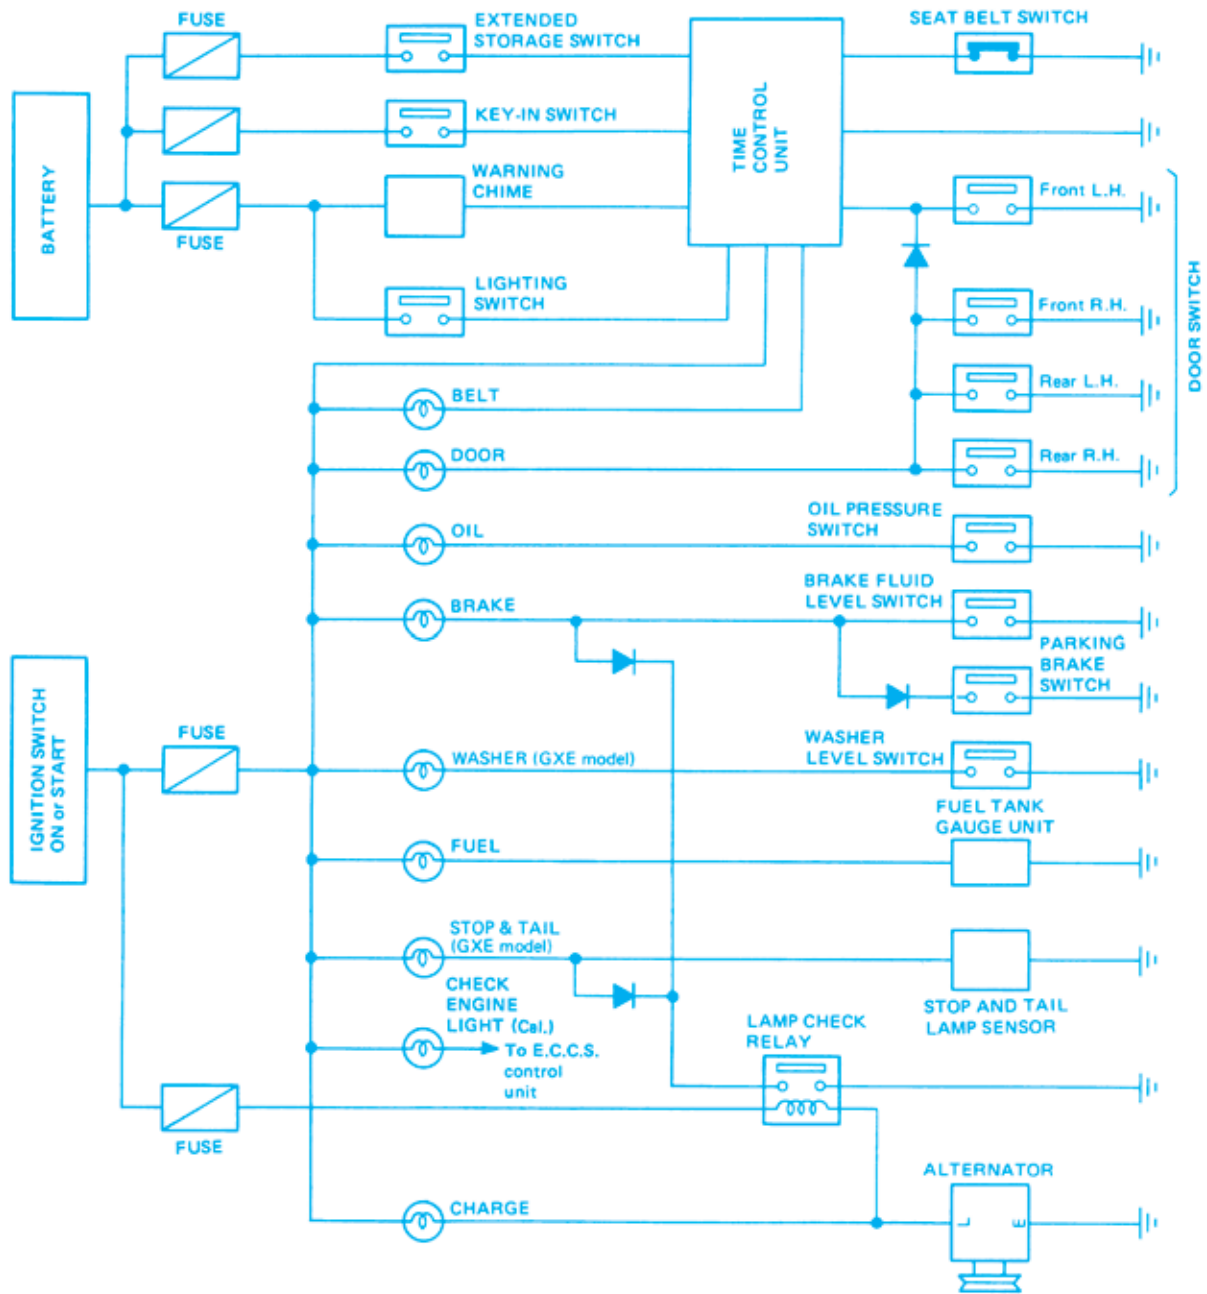 FUSE
EXTENDED
STORAGE SWITCH
SEAT BELT SWITCH
KEY-IN SWITCH
TIME
CONTROL
UNIT
BATTERY
WARNING
CHIME
Front L.H.
FUSE
LIGHTING
SWITCH
Front R.H.
DOOR SWITCH
BELT
Rear L.H.
DOOR
Rear R.H.
OIL PRESSURE
SWITCH
OIL
BRAKE FLUID
LEVEL SWITCH
BRAKE
PARKING
BRAKE
SWITCH
IGNITION SWITCH
ON or START
FUSE
WASHER (GXE model)
WASHER
LEVEL SWITCH
FUEL TANK
GAUGE UNIT
FUEL
STOP & TAIL
(GXE model)
CHECK
ENGINE
LIGHT (Cal.)
To E.C.C.S.
control
unit
STOP AND TAIL
LAMP SENSOR
LAMP CHECK
RELAY
FUSE
ALTERNATOR
CHARGE
L
E